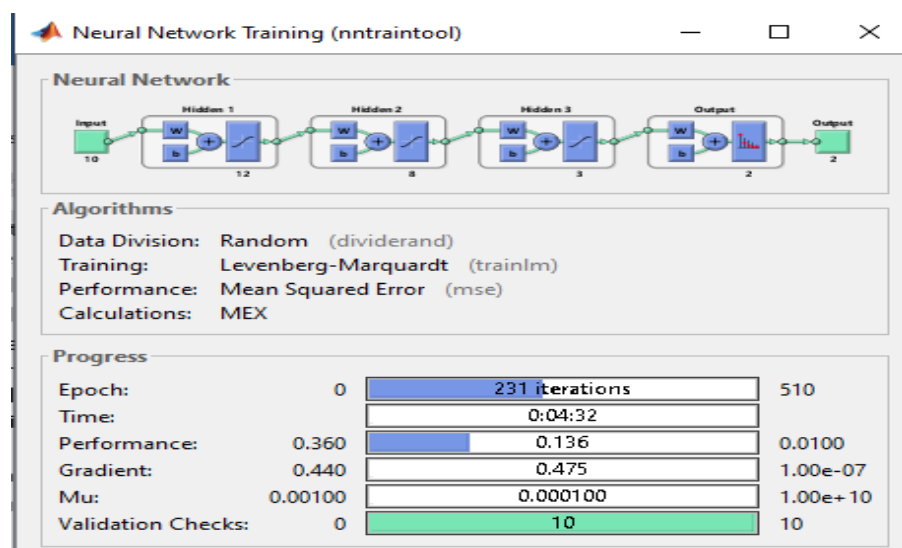 Neural Network Training (nntraintool)
Neural Network
Hidden 1 Hidden 2 Hidden 3 Output
Input Output
W W W W
+ + + +
b b b b
10 12 8 3 2 2
Algorithms
Data Division: Random (dividerand)
Training: Levenberg-Marquardt (trainlm)
Performance: Mean Squared Error (mse)
Calculations: MEX
Progress
Epoch: 0 231 iterations 510
Time: 0:04:32
Performance: 0.360 0.136 0.0100
Gradient: 0.440 0.475 1.00e-07
Mu: 0.00100 0.000100 1.00e+10
Validation Checks: 0 10 10